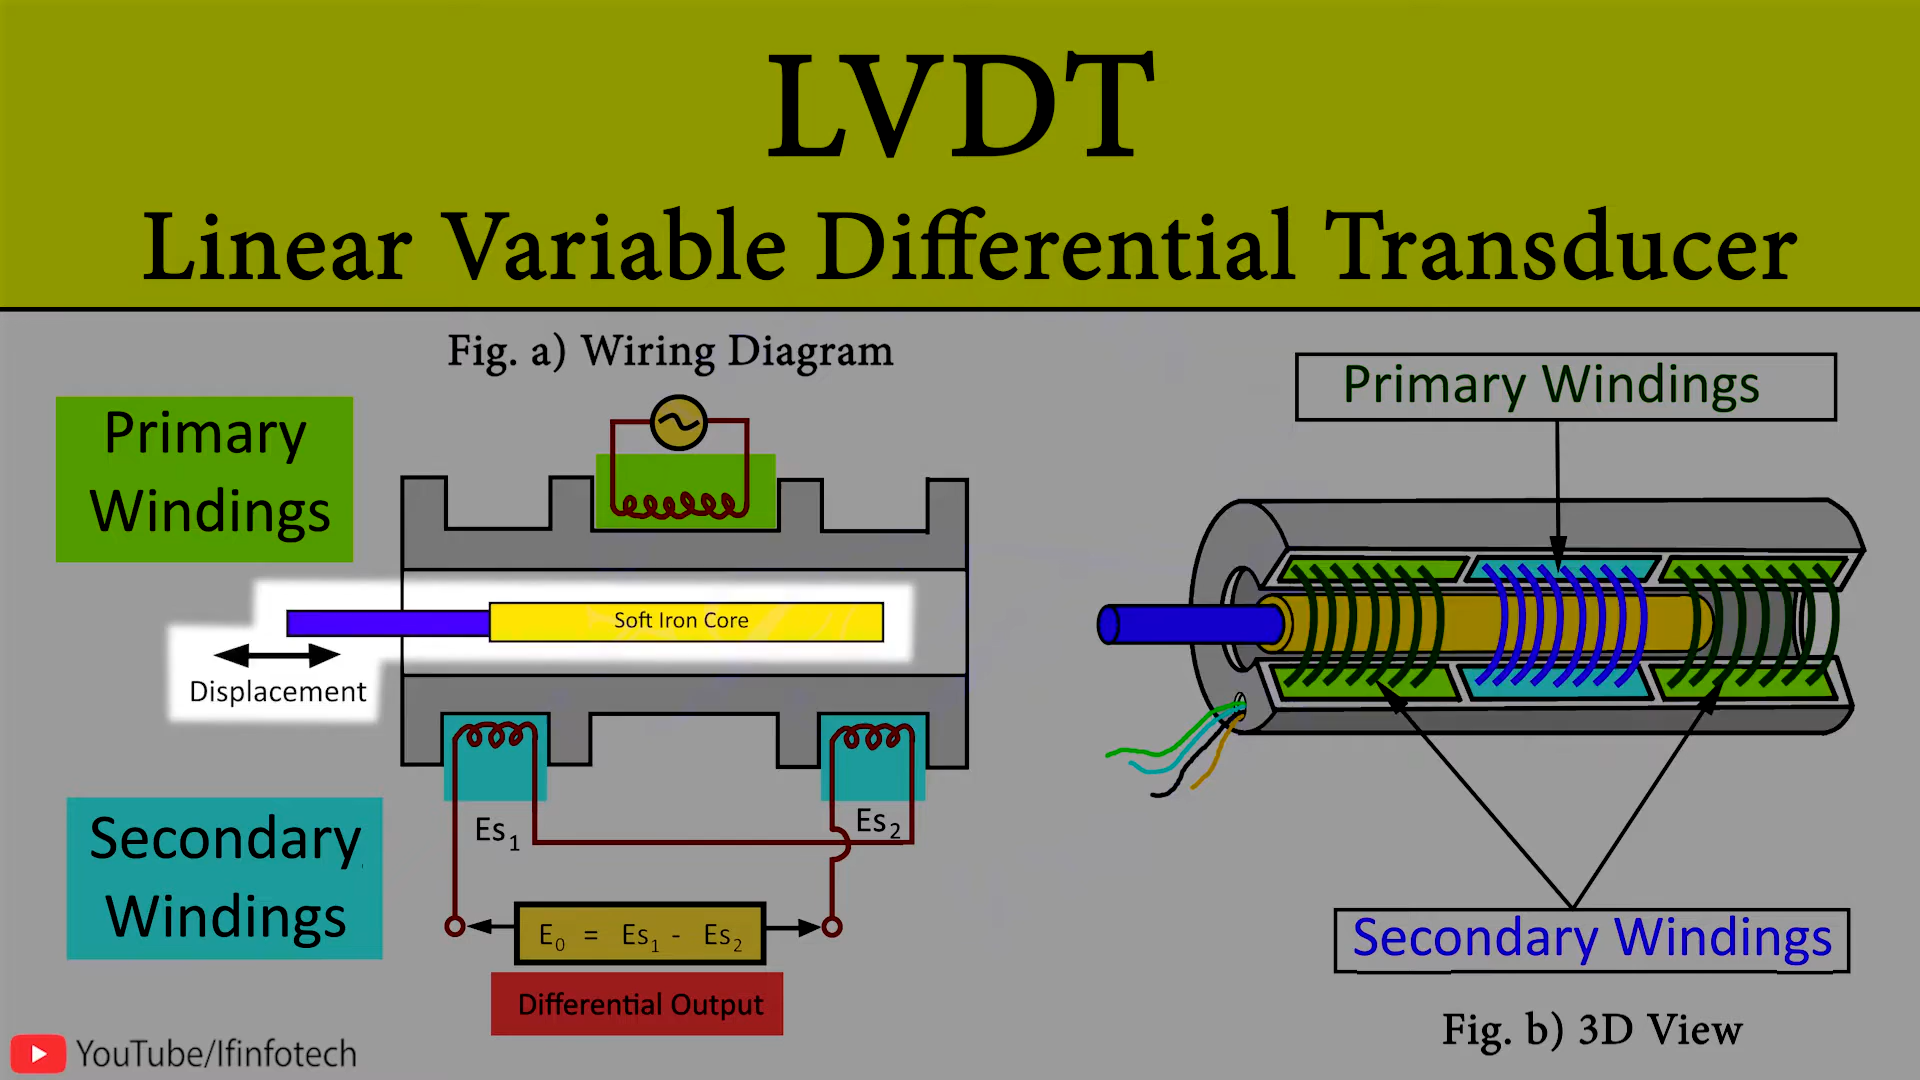 LVDT
Linear Variable Differential Transducer
Fig. a) Wiring Diagram
Primary
Windings
Soft Iron Core
Displacement
Es1
Es2
Secondary
Windings
E0 = Es1 - Es2
Differential Output
YouTube/lfinfotech
Primary Windings
Secondary Windings
Fig. b) 3D View